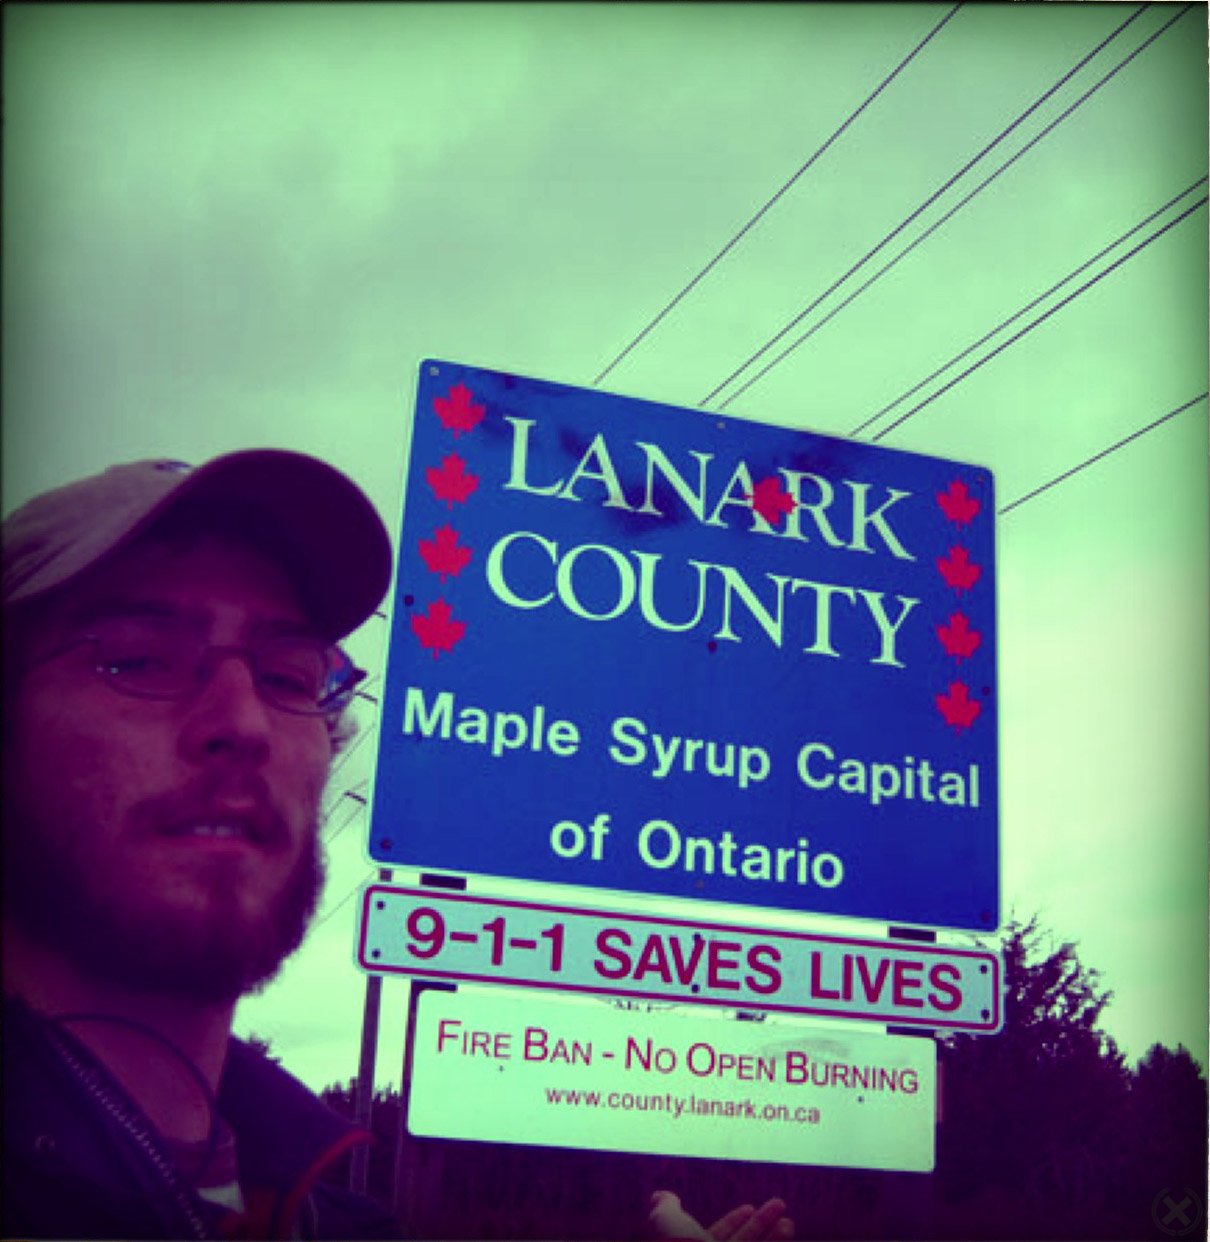 LANARK
COUNTY
Maple Syrup Capital
of Ontario
9-1-1 SAVES LIVES
FIRE BAN - NO OPEN BURNING
www.county.lanark.on.ca